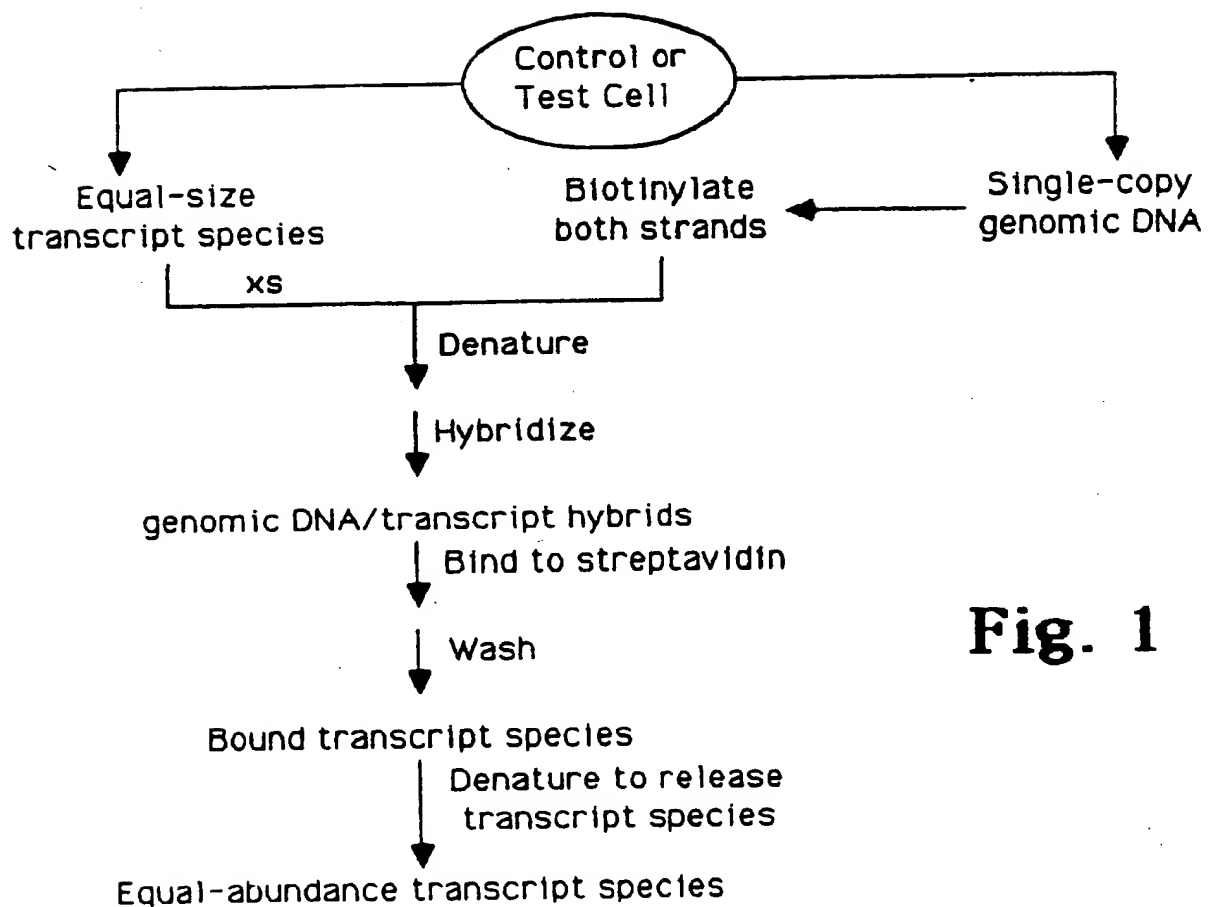 Control or
Test Cell
Equal-size
transcript species
Biotinylate
both strands
Single-copy
genomic DNA
xs
Denature
Hybridize
genomic DNA/transcript hybrids
Bind to streptavidin
Wash
Fig. 1
Bound transcript species
Denature to release
transcript species
Equal-abundance transcript species